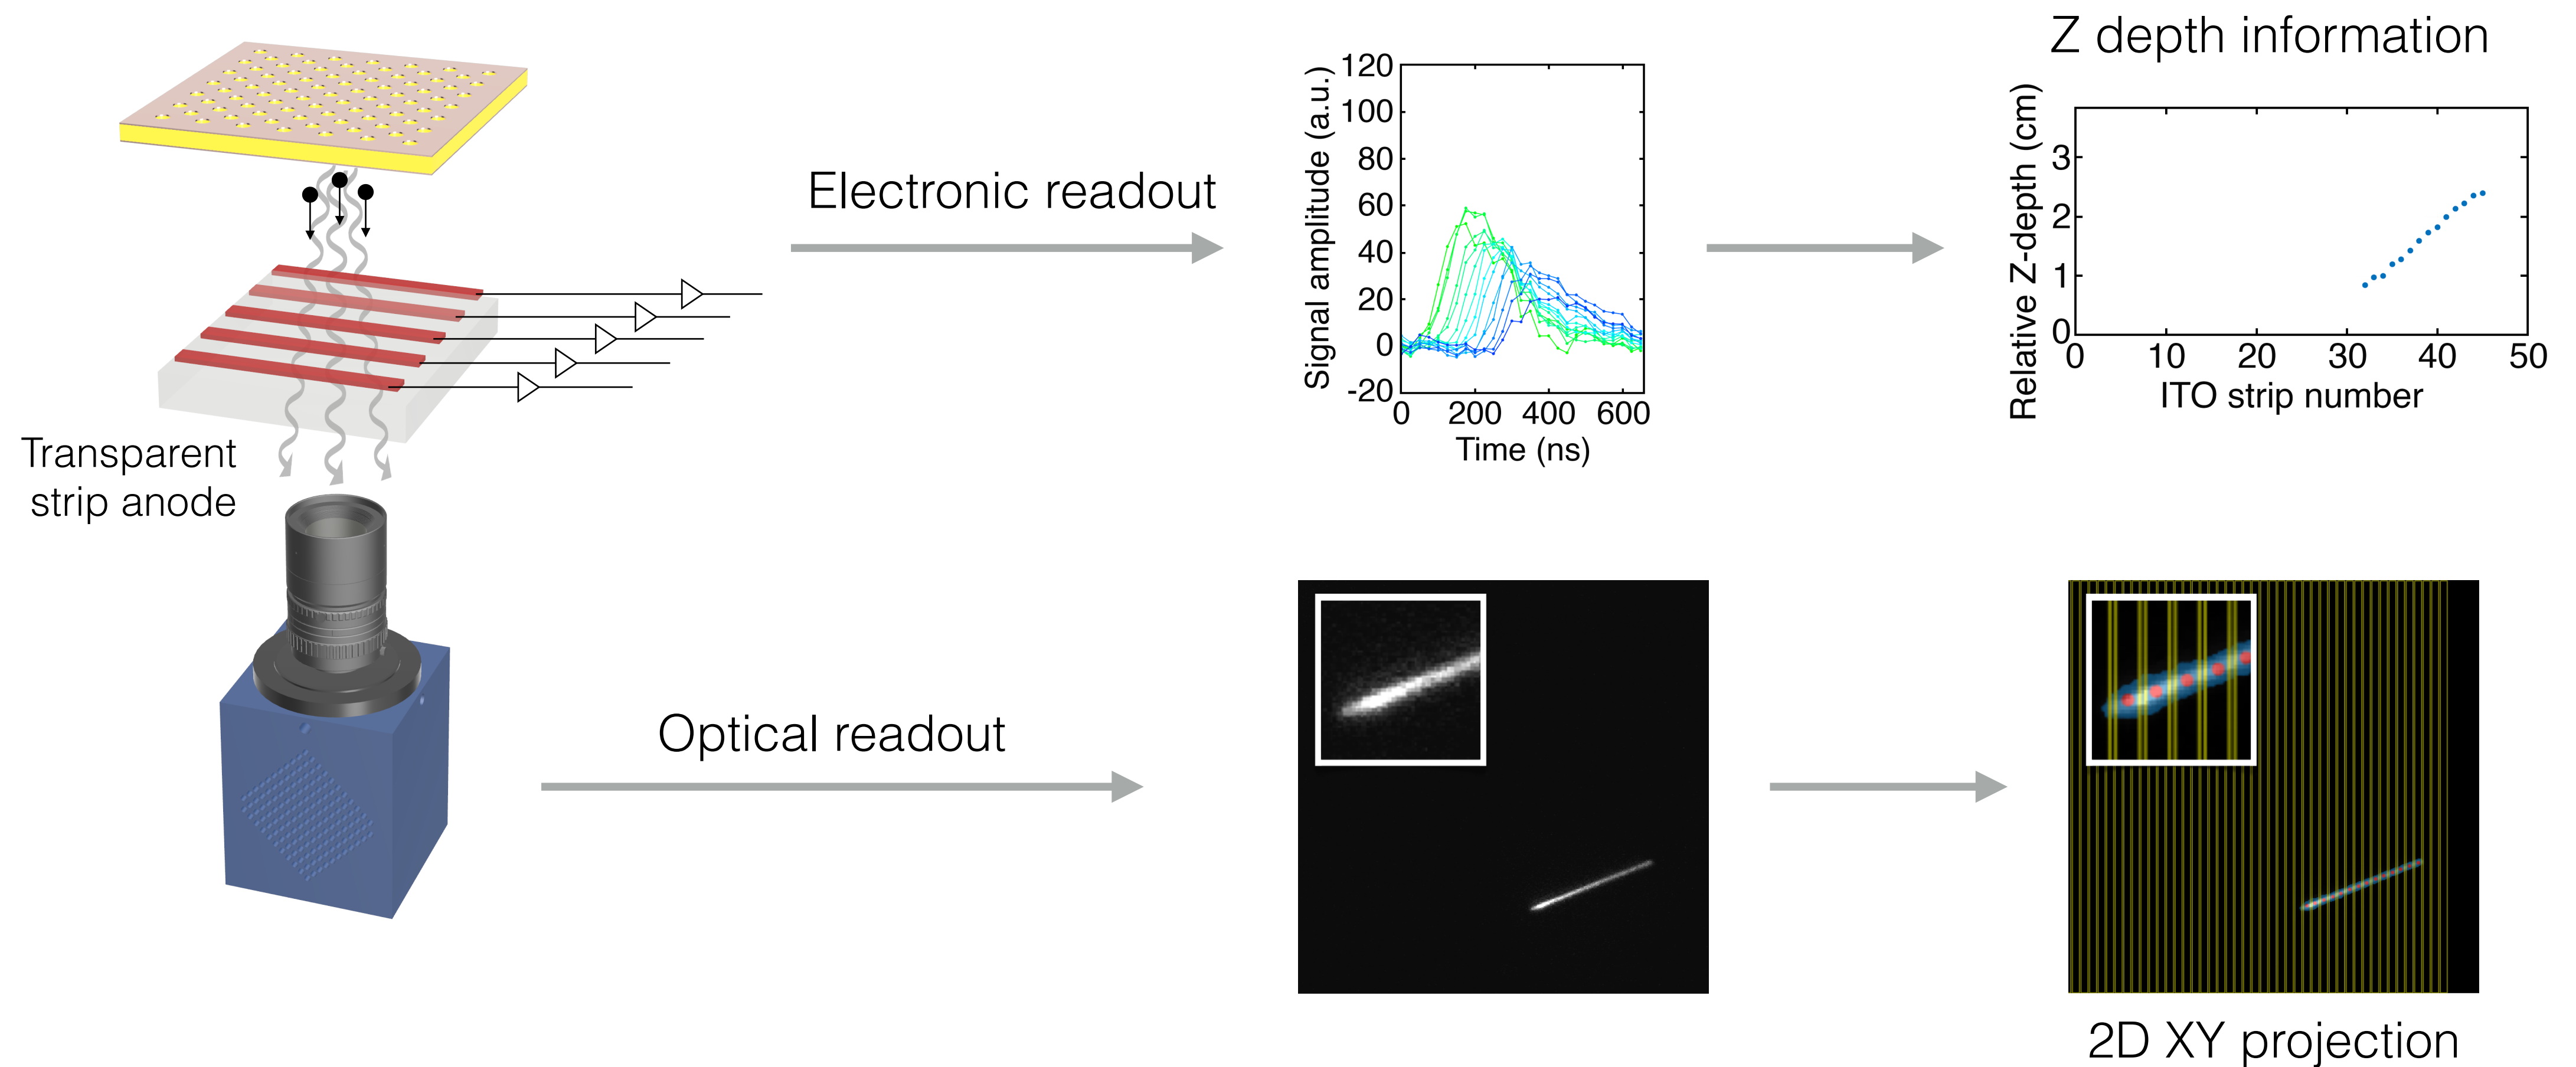 Z depth information
Electronic readout
Signal amplitude (a.u.)
120
100
80
60
40
20
0
-20
0 200 400 600
Time (ns)
Relative Z-depth (cm)
3
2
1
0
0 10 20 30 40 50
ITO strip number
Transparent
strip anode
Optical readout
2D XY projection